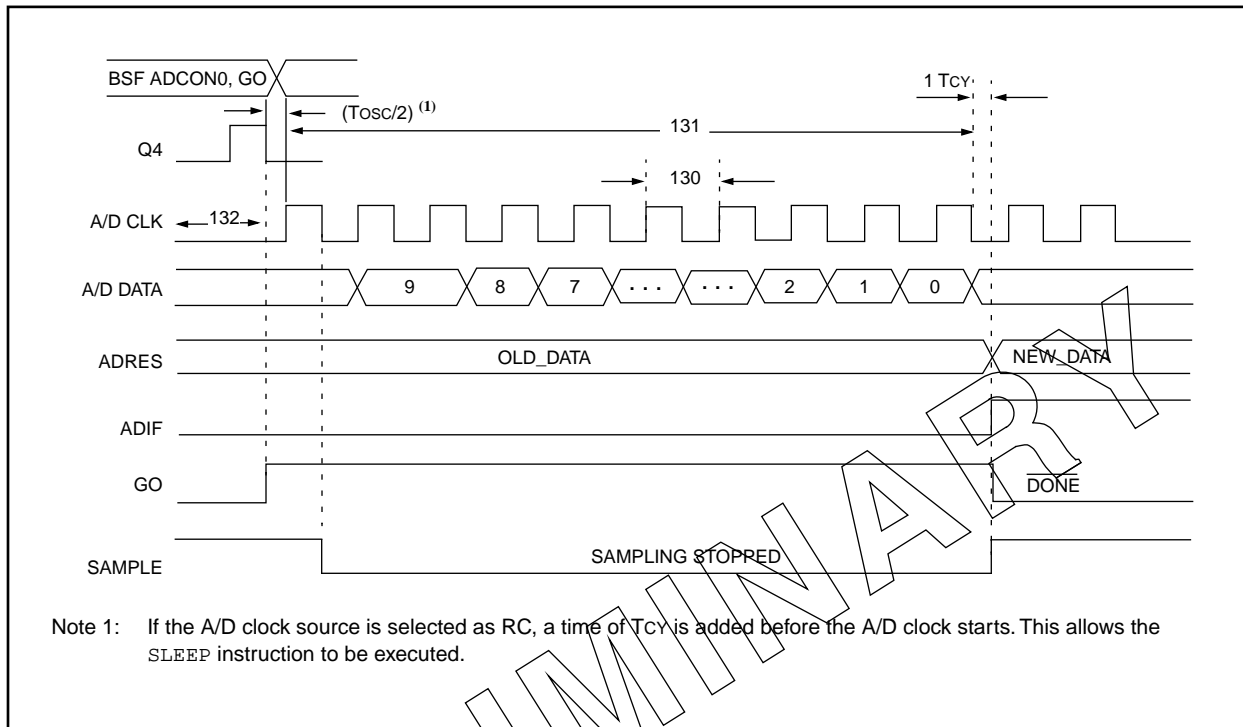 BSF ADCON0, GO
(TOSC/2) (1)
1 TCY
131
Q4
130
A/D CLK
132
A/D DATA
9 8 7 . . . . . . 2 1 0
ADRES
OLD_DATA
NEW_DATA
ADIF
GO
DONE
SAMPLING STOPPED
SAMPLE
Note 1: If the A/D clock source is selected as RC, a time of TCY is added before the A/D clock starts. This allows the
SLEEP instruction to be executed.
IMINARY